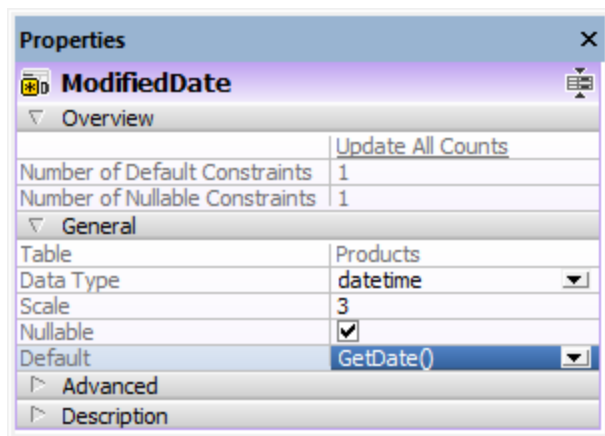 Properties
ModifiedDate
Overview
Update All Counts
Number of Default Constraints 1
Number of Nullable Constraints 1
General
Table Products
Data Type datetime
Scale 3
Nullable
Default GetDate()
Advanced
Description